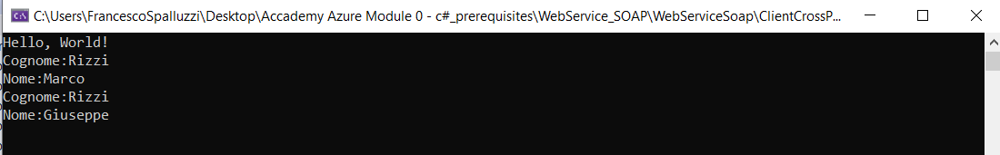 C:\Users\FrancescoSpalluzzi\Desktop\Accademy Azure Module 0 - c#_prerequisites\WebService_SOAP\WebServiceSoap\ClientCrossP...
Hello, World!
Cognome:Rizzi
Nome:Marco
Cognome:Rizzi
Nome:Giuseppe